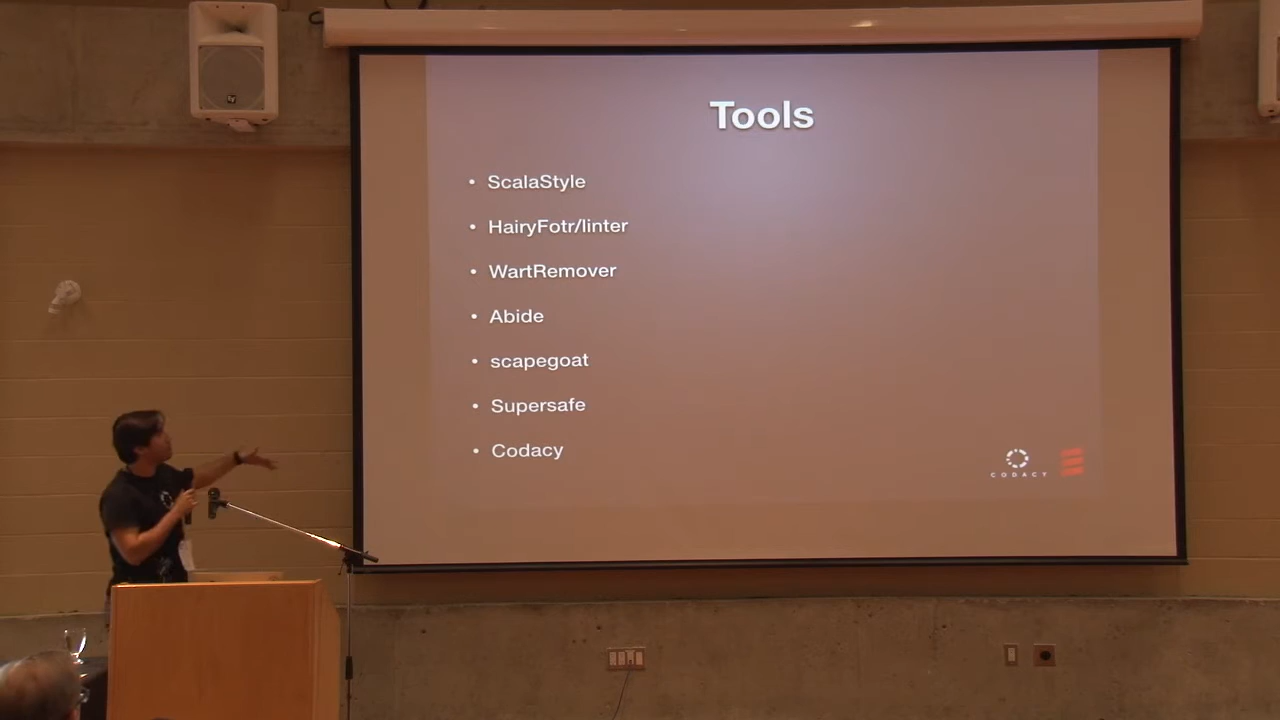 Tools
• ScalaStyle
• HairyFotr/linter
• WartRemover
• Abide
• scapegoat
• Supersafe
• Codacy
CODACY